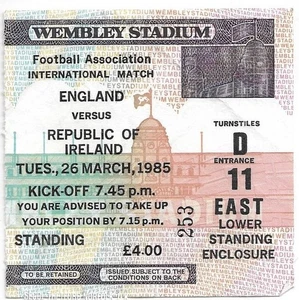 WEMBLEY STADIUM
Football Association
INTERNATIONAL MATCH
ENGLAND
VERSUS
REPUBLIC OF
IRELAND
TUES., 26 MARCH, 1985
KICK-OFF 7.45 p.m.
YOU ARE ADVISED TO TAKE UP
YOUR POSITION BY 7.15 p.m.
STANDING £4.00
253
TURNSTILES
D
ENTRANCE
11
EAST
LOWER
STANDING
ENCLOSURE
TO BE RETAINED
ISSUED SUBJECT TO THE
CONDITIONS ON BACK